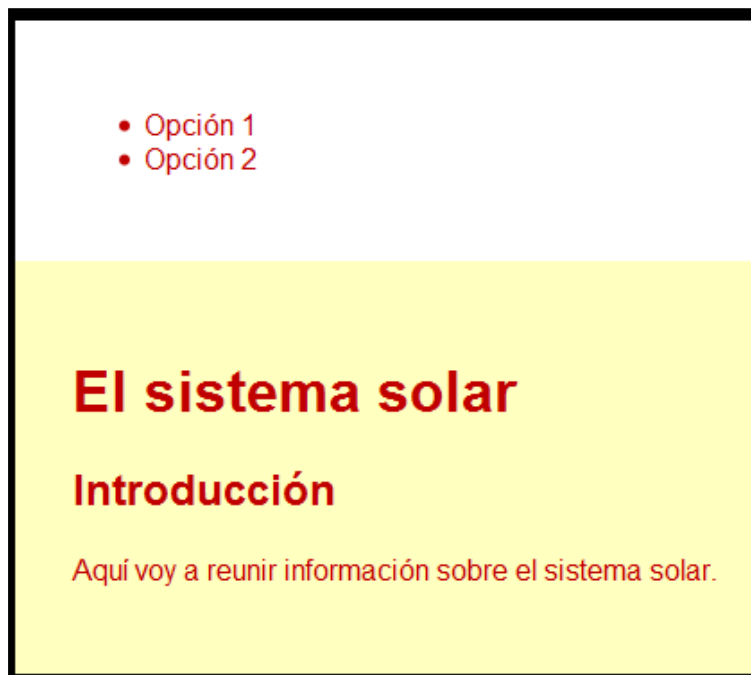 • Opción 1
• Opción 2
El sistema solar
Introducción
Aquí voy a reunir información sobre el sistema solar.